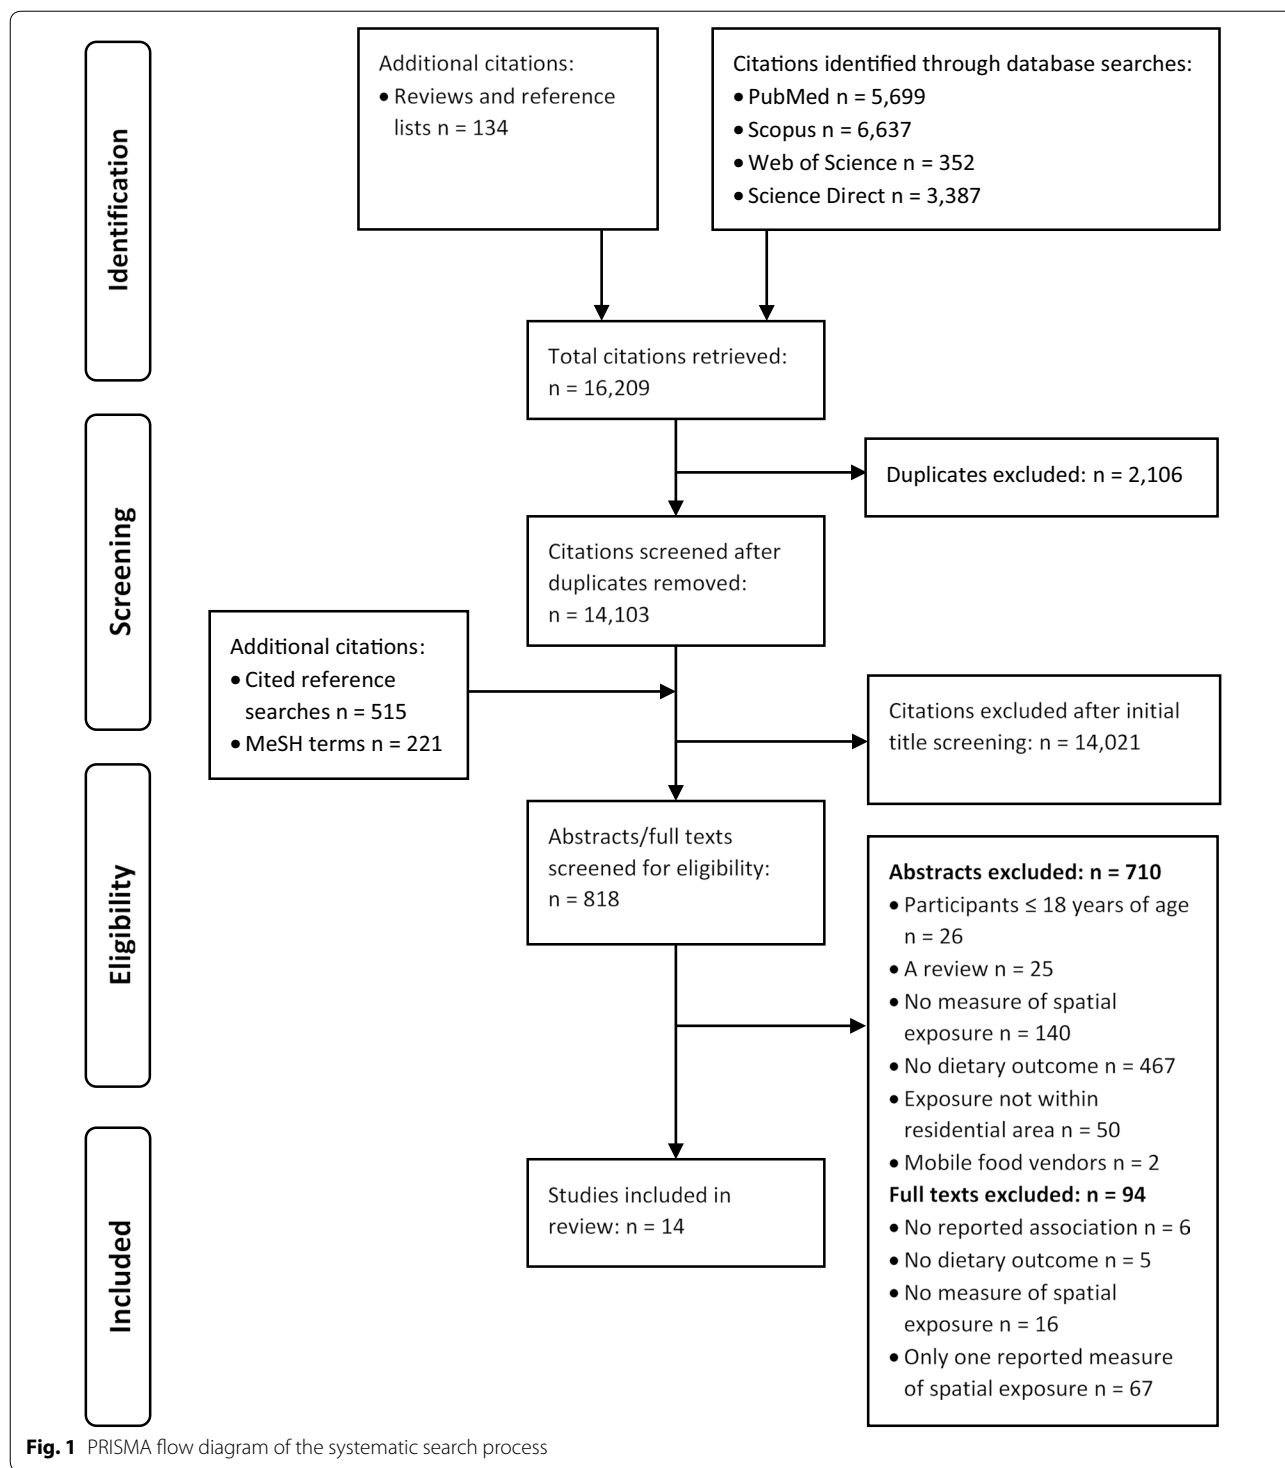 Identification
Additional citations:
• Reviews and reference
lists n = 134
Citations identified through database searches:
• PubMed n = 5,699
• Scopus n = 6,637
• Web of Science n = 352
• Science Direct n = 3,387
Total citations retrieved:
n = 16,209
Screening
Duplicates excluded: n = 2,106
Citations screened after
duplicates removed:
n = 14,103
Additional citations:
• Cited reference
searches n = 515
• MeSH terms n = 221
Citations excluded after initial
title screening: n = 14,021
Eligibility
Abstracts/full texts
screened for eligibility:
n = 818
Abstracts excluded: n = 710
• Participants ≤ 18 years of age
n = 26
• A review n = 25
• No measure of spatial
exposure n = 140
• No dietary outcome n = 467
• Exposure not within
residential area n = 50
• Mobile food vendors n = 2
Full texts excluded: n = 94
• No reported association n = 6
• No dietary outcome n = 5
• No measure of spatial
exposure n = 16
• Only one reported measure
of spatial exposure n = 67
Included
Studies included in
review: n = 14
Fig. 1 PRISMA flow diagram of the systematic search process